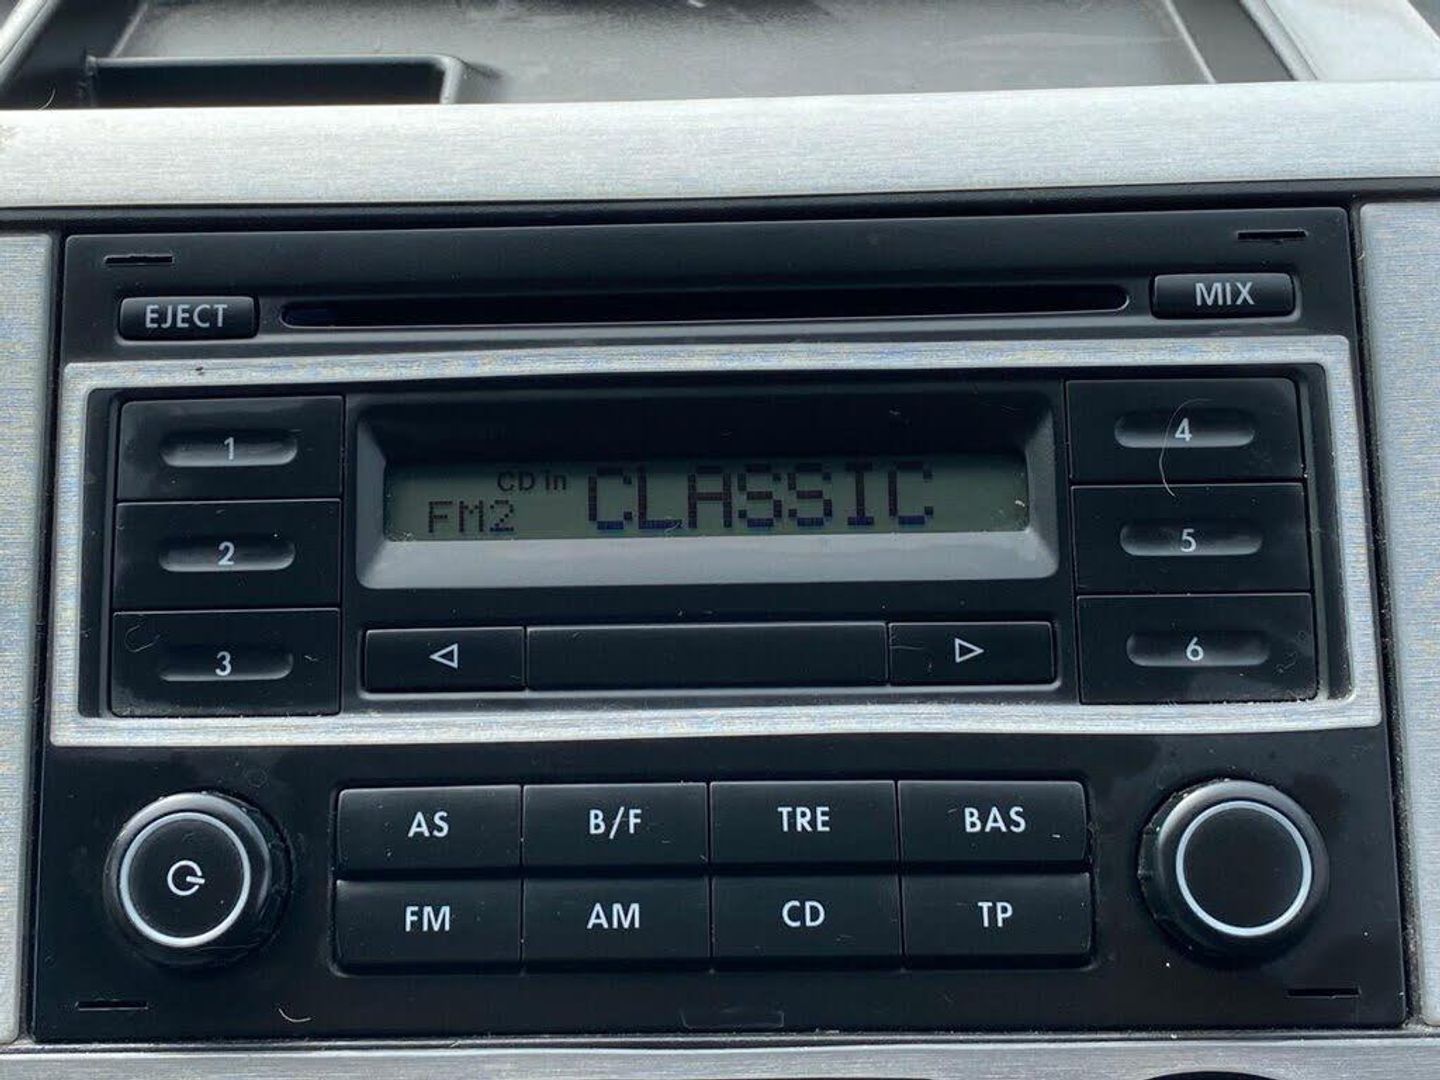 EJECT
MIX
1
CD in
FM2 CLASSIC
4
2
5
3
6
AS B/F TRE BAS
FM AM CD TP